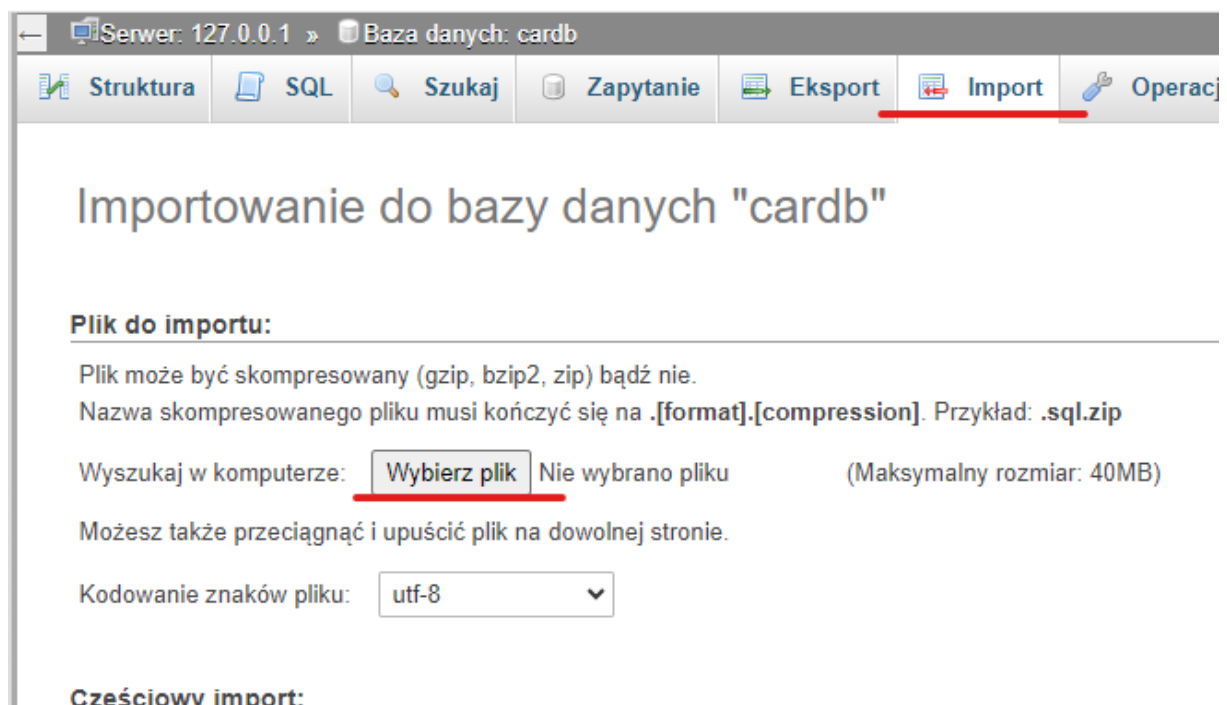 ← Serwer: 127.0.0.1 » Baza danych: cardb
Struktura SQL Szukaj Zapytanie Eksport Import Operacj
Importowanie do bazy danych "cardb"
Plik do importu:
Plik może być skompresowany (gzip, bzip2, zip) bądź nie.
Nazwa skompresowanego pliku musi kończyć się na .[format].[compression]. Przykład: .sql.zip
Wyszukaj w komputerze: Wybierz plik Nie wybrano pliku (Maksymalny rozmiar: 40MB)
Możesz także przeciągnąć i upuścić plik na dowolnej stronie.
Kodowanie znaków pliku: utf-8
Częściowy import: